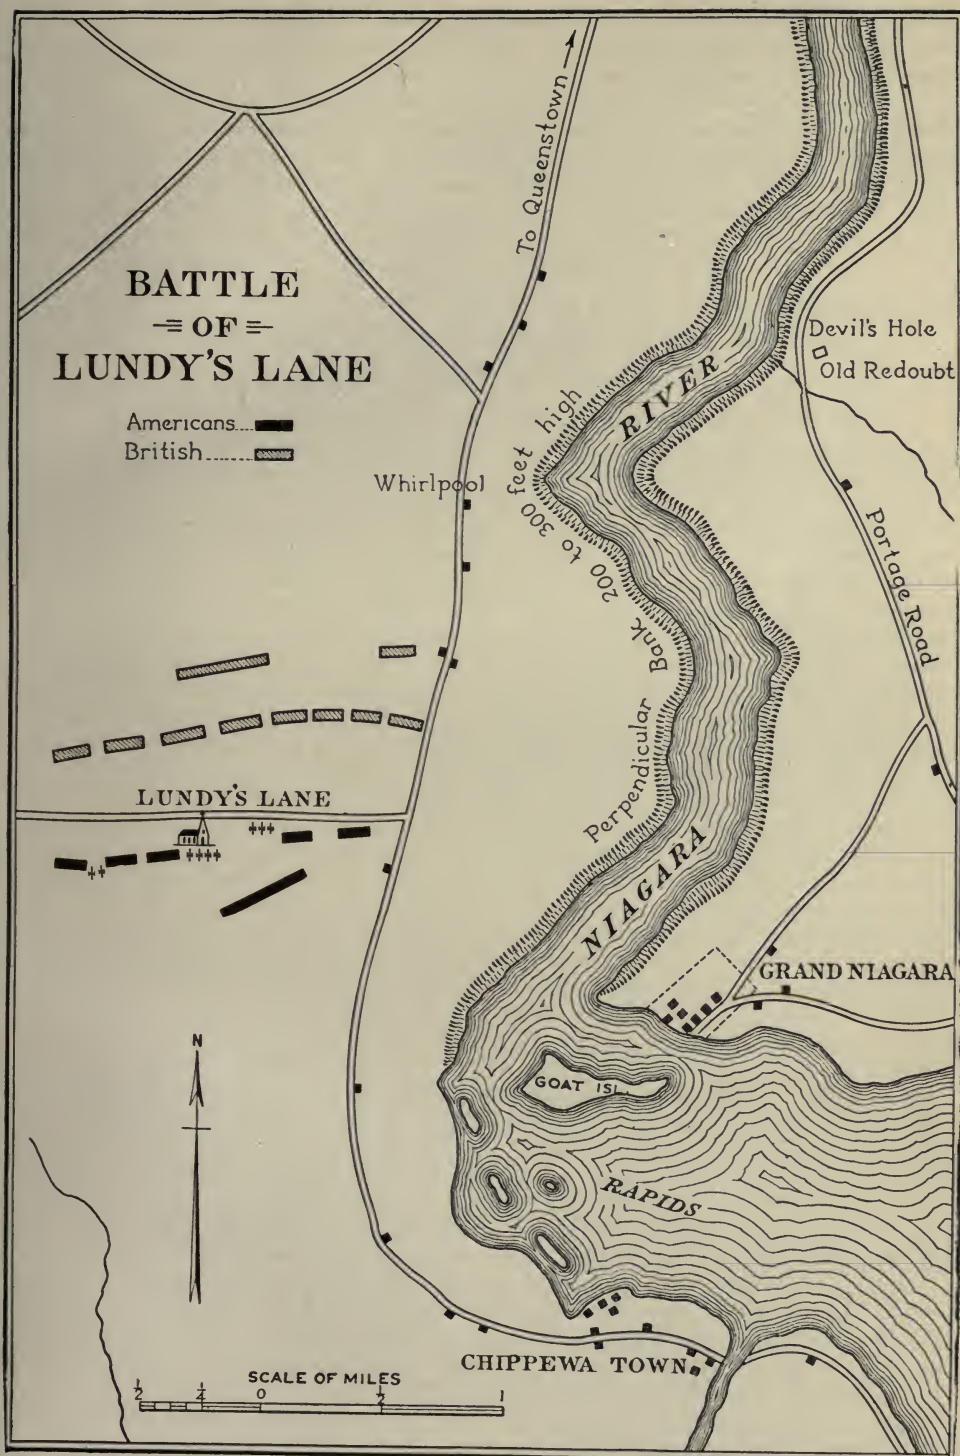 To Queenstown
BATTLE
OF
LUNDY'S LANE
Americans
British
Devil's Hole
Old Redoubt
RIVER
Whirlpool
Perpendicular Bank 200 to 300 feet high
Portage Road
LUNDY'S LANE
NIAGARA
GRAND NIAGARA
N
GOAT ISL.
RAPIDS
CHIPPEWA TOWN
SCALE OF MILES
1/2 1/4 0 1/2 1